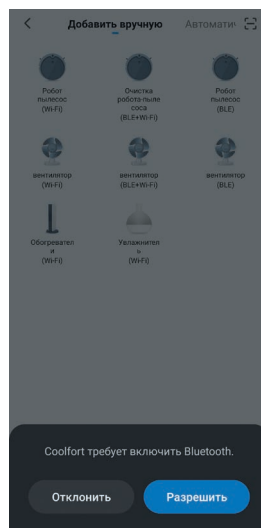 Добавить вручную Автомати
Робот
пылесос
(Wi-Fi)
Очистка
робота-пыле
соса
(BLE+Wi-Fi)
Робот
пылесос
(BLE)
вентилятор
(Wi-Fi)
вентилятор
(BLE+Wi-Fi)
вентилятор
(BLE)
Обогревател
я
(Wi-Fi)
Увлажнител
ь
(Wi-Fi)
Coolfort требует включить Bluetooth.
Отклонить Разрешить